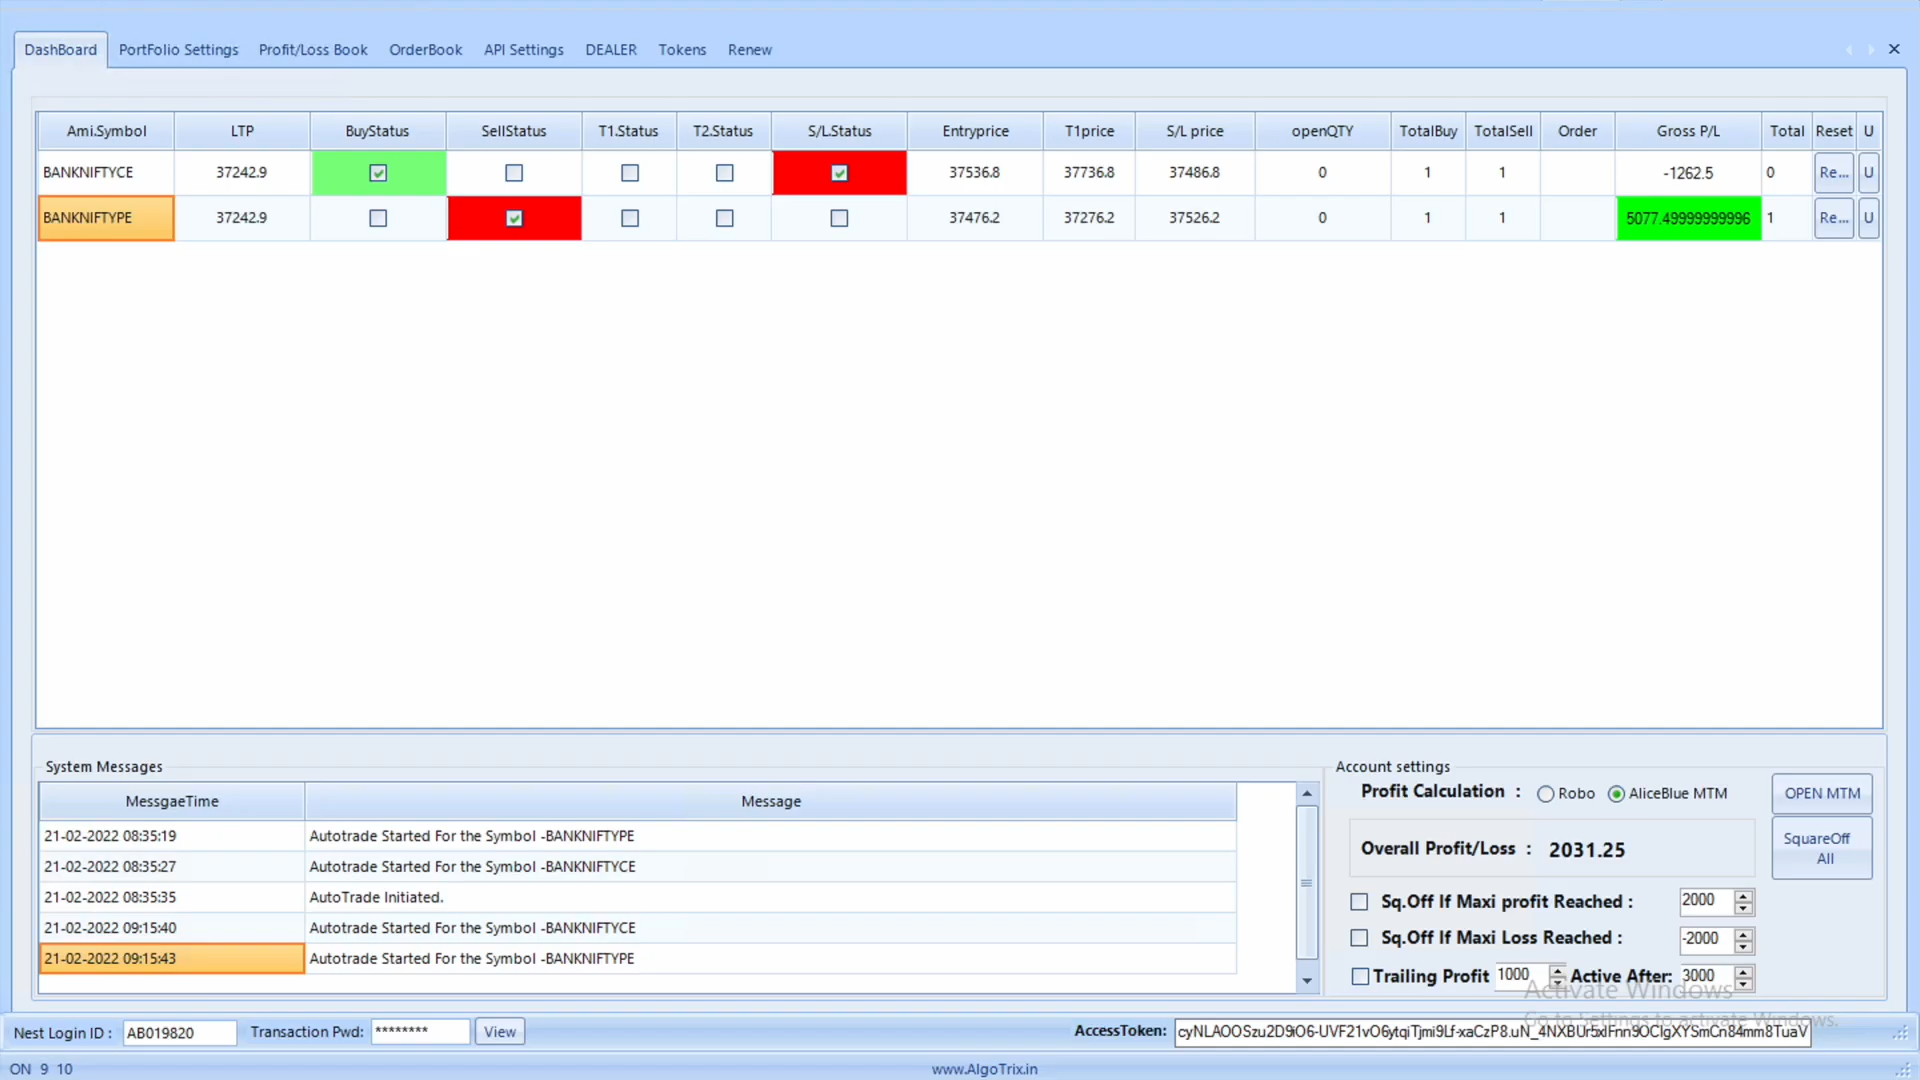 DashBoard PortFolio Settings Profit/Loss Book OrderBook API Settings DEALER Tokens Renew
Ami.Symbol LTP BuyStatus SellStatus T1.Status T2.Status S/L.Status Entryprice T1price S/L price openQTY TotalBuy TotalSell Order Gross P/L Total Reset U
BANKNIFTYCE 37242.9 37536.8 37736.8 37486.8 0 1 1 -1262.5 0 Re... U
BANKNIFTYPE 37242.9 37476.2 37276.2 37526.2 0 1 1 5077.49999999996 1 Re... U
System Messages
MessgaeTime Message
21-02-2022 08:35:19 Autotrade Started For the Symbol -BANKNIFTYPE
21-02-2022 08:35:27 Autotrade Started For the Symbol -BANKNIFTYCE
21-02-2022 08:35:35 AutoTrade Initiated.
21-02-2022 09:15:40 Autotrade Started For the Symbol -BANKNIFTYCE
21-02-2022 09:15:43 Autotrade Started For the Symbol -BANKNIFTYPE
Account settings
Profit Calculation : Robo AliceBlue MTM OPEN MTM
Overall Profit/Loss : 2031.25
SquareOff
All
Sq.Off If Maxi profit Reached : 2000
Sq.Off If Maxi Loss Reached : -2000
Trailing Profit 1000 Active After: 3000
Activate Windows
Go to Settings to activate Windows.
Nest Login ID : AB019820 Transaction Pwd: ******** View AccessToken:
ON 9 10 www.AlgoTrix.in